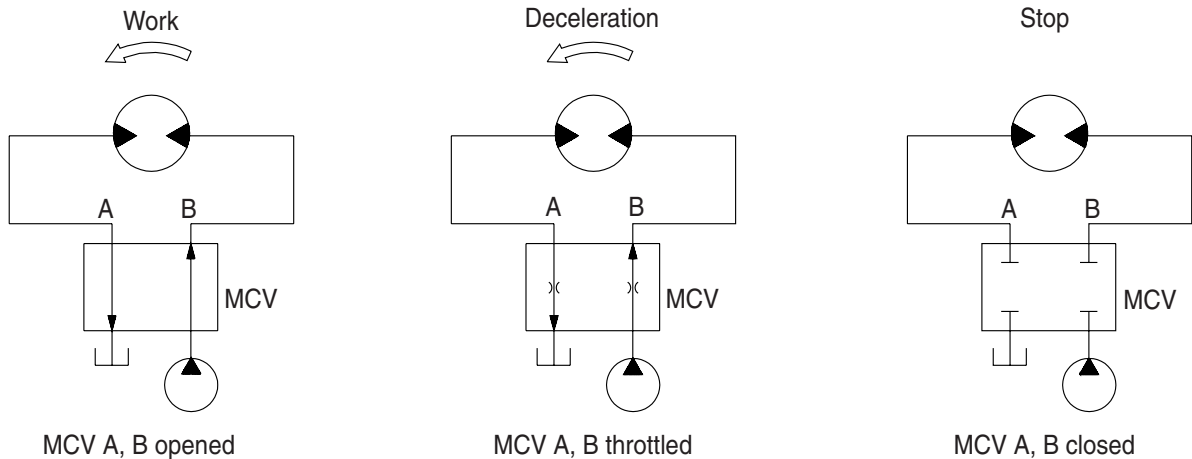 Work
Deceleration
Stop
A B
A B
A B
MCV
MCV
MCV
MCV A, B opened
MCV A, B throttled
MCV A, B closed